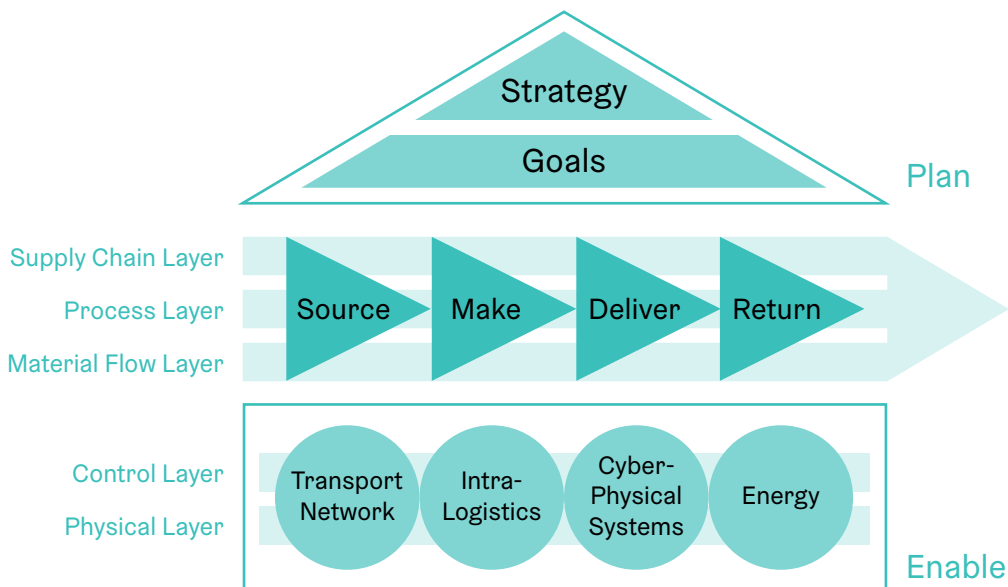 Strategy
Goals
Plan
Supply Chain Layer
Process Layer
Material Flow Layer
Source
Make
Deliver
Return
Control Layer
Physical Layer
Transport
Network
Intra-
Logistics
Cyber-
Physical
Systems
Energy
Enable